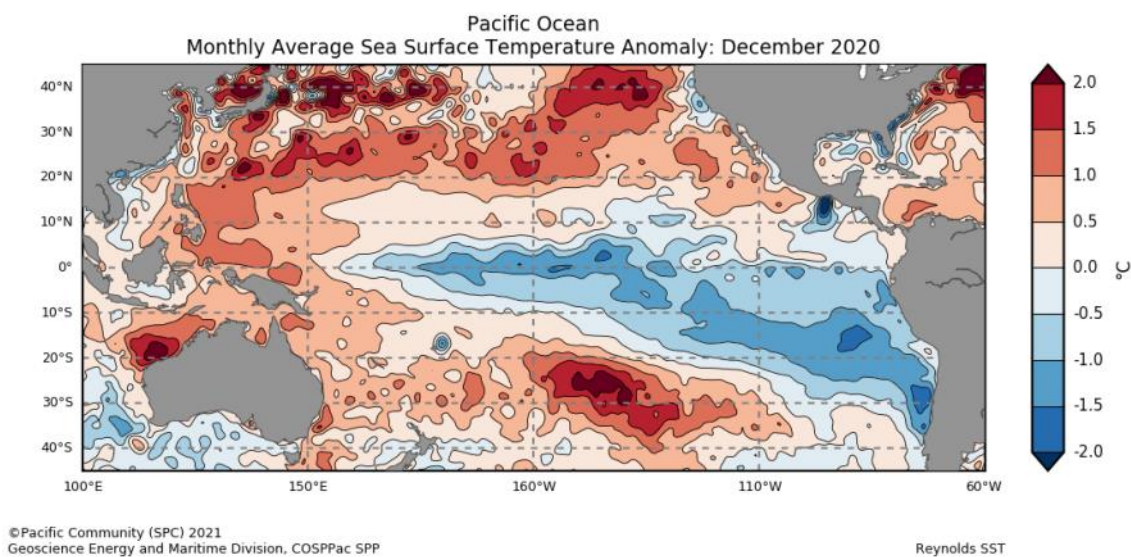 Pacific Ocean
Monthly Average Sea Surface Temperature Anomaly: December 2020
40°N
30°N
20°N
10°N
0°
10°S
20°S
30°S
40°S
100°E 150°E 160°W 110°W 60°W
2.0
1.5
1.0
0.5
0.0
-0.5
-1.0
-1.5
-2.0
°C
©Pacific Community (SPC) 2021
Geoscience Energy and Maritime Division, COSPPac SPP
Reynolds SST